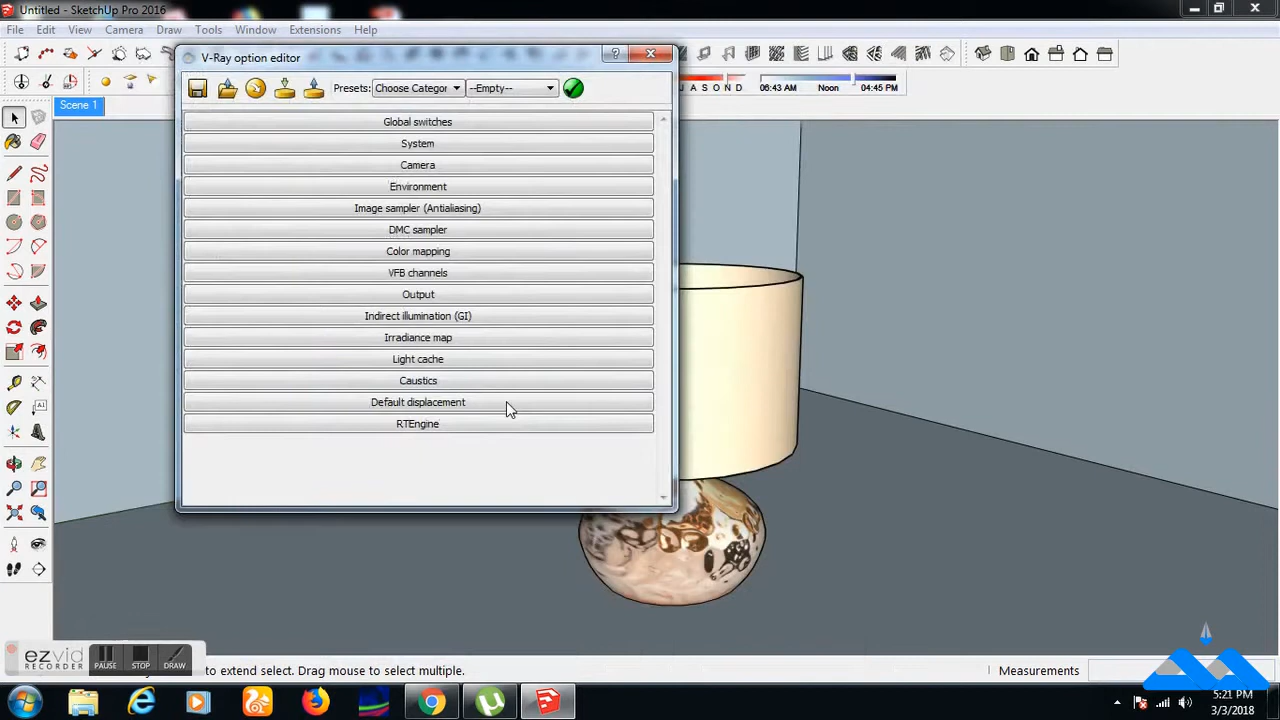 Untitled - SketchUp Pro 2016
File Edit View Camera Draw Tools Window Extensions Help
V-Ray option editor
?
Presets: Choose Categor --Empty--
J A S O N D 06:43 AM Noon 04:45 PM
Scene 1
Global switches
System
Camera
Environment
Image sampler (Antialiasing)
DMC sampler
Color mapping
VFB channels
Output
Indirect illumination (GI)
Irradiance map
Light cache
Caustics
Default displacement
RTEngine
ezvid
RECORDER
PAUSE STOP DRAW
to extend select. Drag mouse to select multiple.
Measurements
5:21 PM
3/3/2018